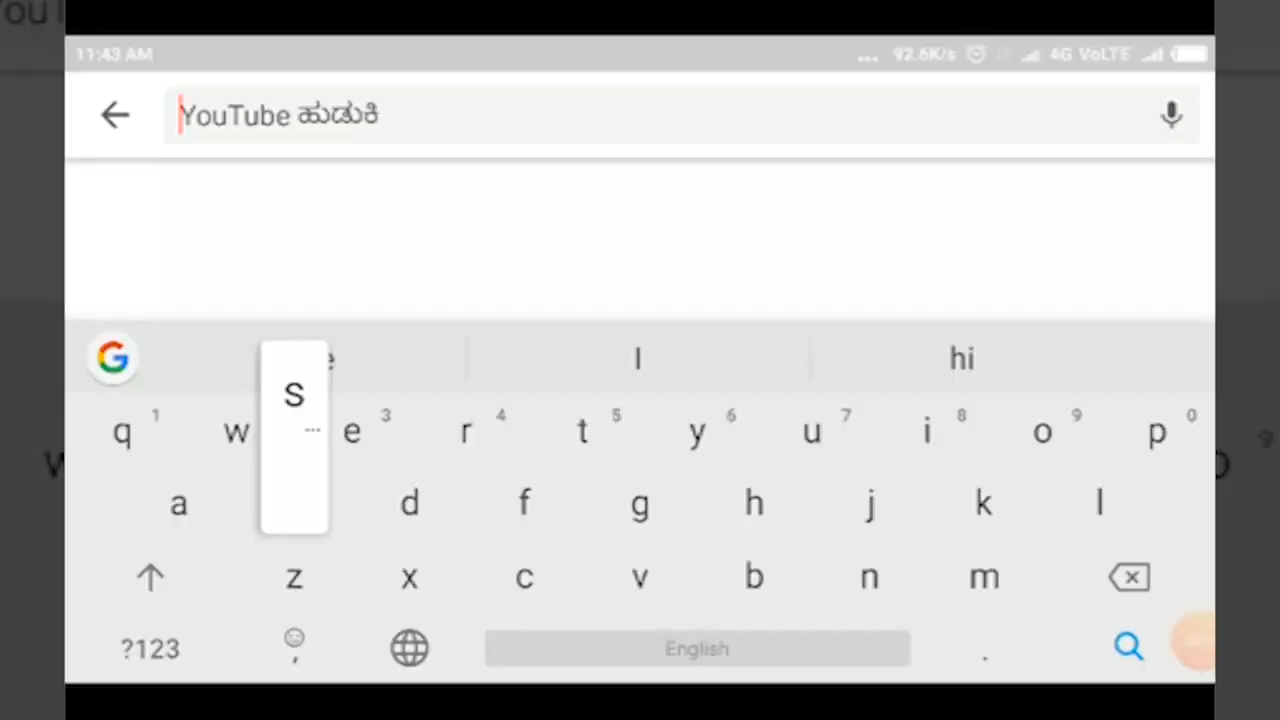 11:43 AM ... 92.6K/s 4G VoLTE
YouTube ಹುಡುಕಿ
G I hi
q 1 w e 3 r 4 t 5 y 6 u 7 i 8 o 9 p 0
s ...
a d f g h j k l
z x c v b n m
?123 , English .